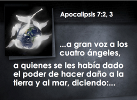 Apocalipsis 7:2, 3
...a gran voz a los
cuatro ángeles,
a quienes se les había dado
el poder de hacer daño a la
tierra y al mar, diciendo:...